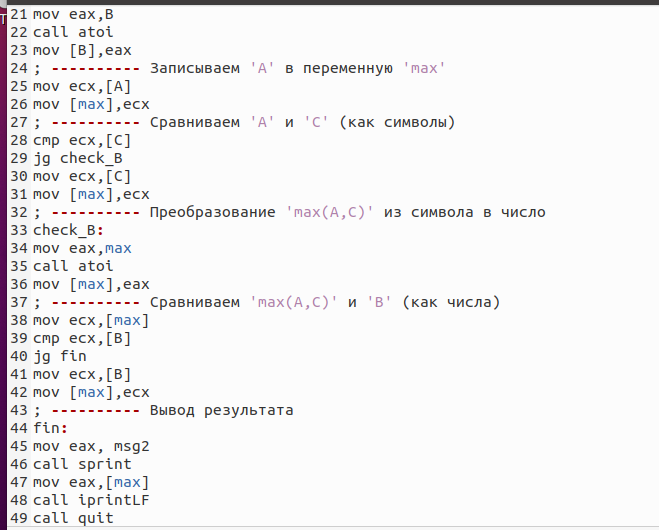 21 mov eax,B
22 call atoi
23 mov [B],eax
24 ; ---------- Записываем 'A' в переменную 'max'
25 mov ecx,[A]
26 mov [max],ecx
27 ; ---------- Сравниваем 'A' и 'C' (как символы)
28 cmp ecx,[C]
29 jg check_B
30 mov ecx,[C]
31 mov [max],ecx
32 ; ---------- Преобразование 'max(A,C)' из символа в число
33 check_B:
34 mov eax,max
35 call atoi
36 mov [max],eax
37 ; ---------- Сравниваем 'max(A,C)' и 'B' (как числа)
38 mov ecx,[max]
39 cmp ecx,[B]
40 jg fin
41 mov ecx,[B]
42 mov [max],ecx
43 ; ---------- Вывод результата
44 fin:
45 mov eax, msg2
46 call sprint
47 mov eax,[max]
48 call iprintLF
49 call quit